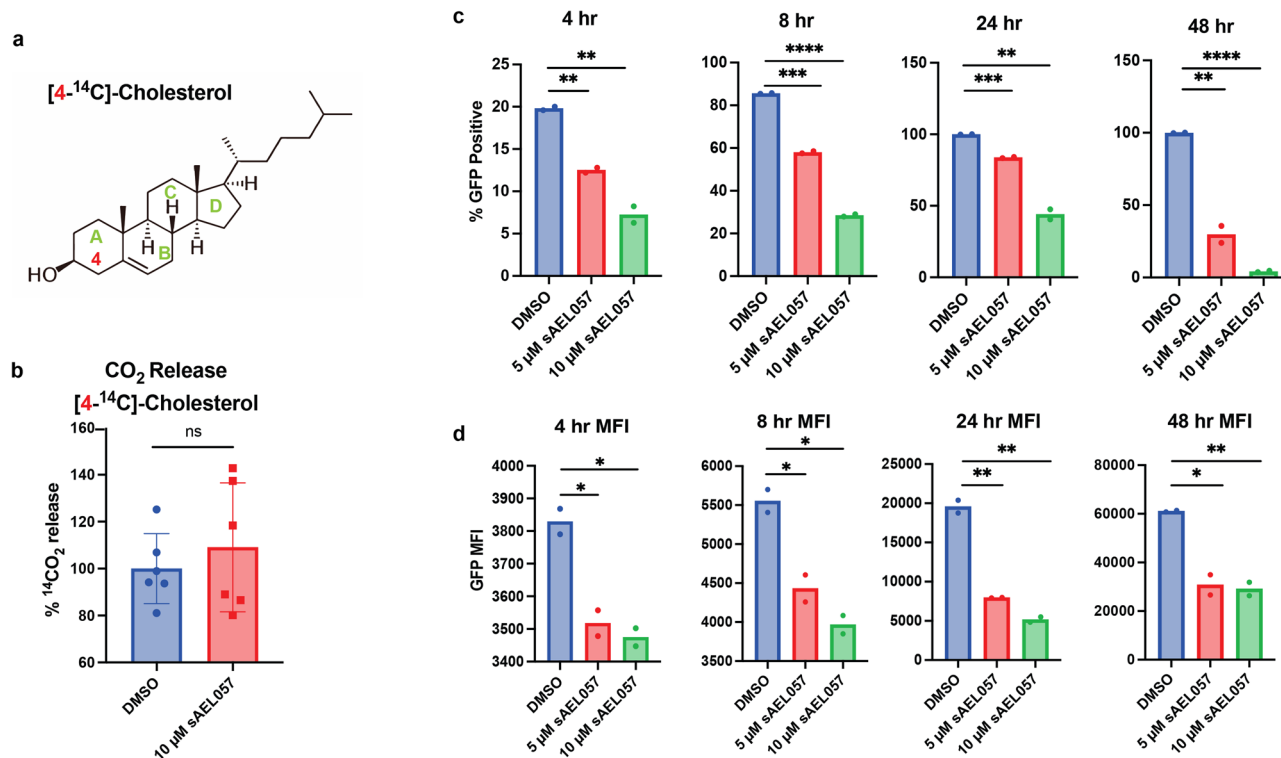 a
[4-¹⁴C]-Cholesterol
H
C
H
D
A
B
H
H
4
HO
b
CO₂ Release
[4-¹⁴C]-Cholesterol
ns
160
140
120
100
80
60
% ¹⁴CO₂ release
DMSO
10 µM sAEL057
c
4 hr
**
**
25
20
15
10
5
0
% GFP Positive
DMSO
5 µM sAEL057
10 µM sAEL057
8 hr
****
***
100
80
60
40
20
0
DMSO
5 µM sAEL057
10 µM sAEL057
24 hr
**
***
150
100
50
0
DMSO
5 µM sAEL057
10 µM sAEL057
48 hr
****
**
150
100
50
0
DMSO
5 µM sAEL057
10 µM sAEL057
d
4 hr MFI
*
*
4000
3900
3800
3700
3600
3500
3400
GFP MFI
DMSO
5 µM sAEL057
10 µM sAEL057
8 hr MFI
*
*
6000
5500
5000
4500
4000
3500
DMSO
5 µM sAEL057
10 µM sAEL057
24 hr MFI
**
**
25000
20000
15000
10000
5000
0
DMSO
5 µM sAEL057
10 µM sAEL057
48 hr MFI
**
*
80000
60000
40000
20000
0
DMSO
5 µM sAEL057
10 µM sAEL057